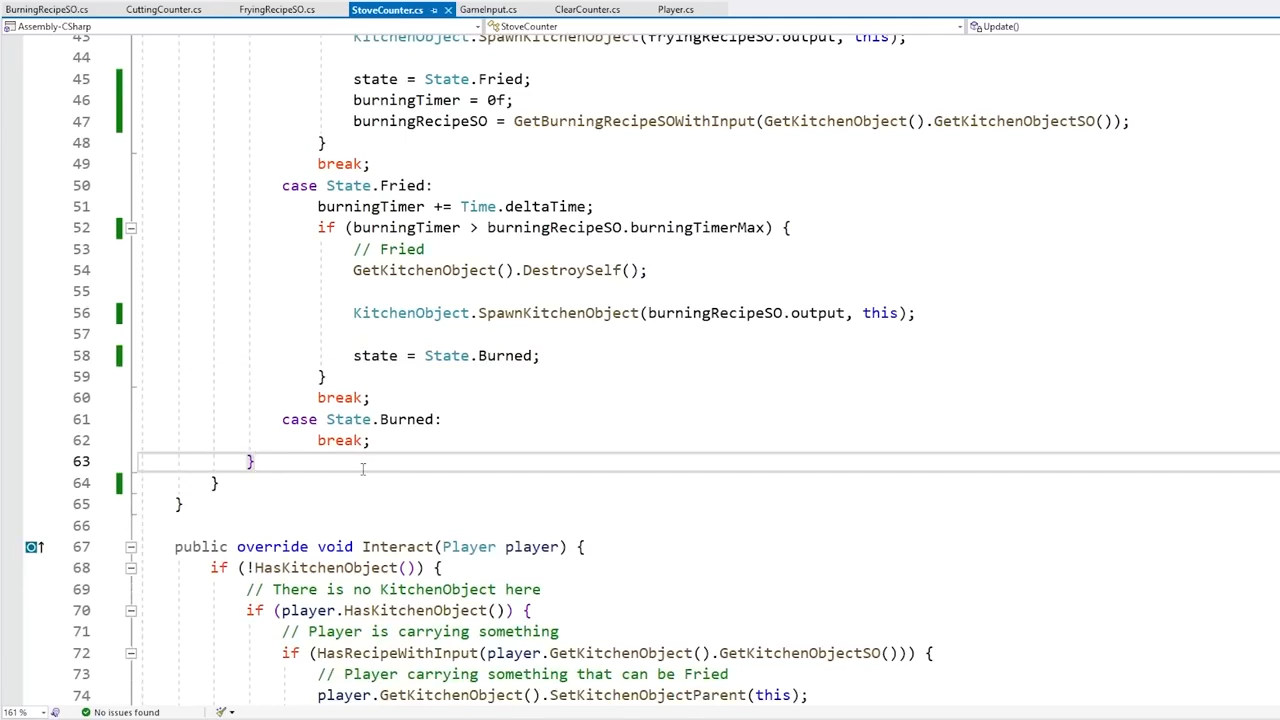 BurningRecipeSO.cs CuttingCounter.cs FryingRecipeSO.cs StoveCounter.cs GameInput.cs ClearCounter.cs Player.cs
Assembly-CSharp StoveCounter Update()
43 KitchenObject.SpawnKitchenObject(fryingRecipeSO.output, this);
44
45 state = State.Fried;
46 burningTimer = 0f;
47 burningRecipeSO = GetBurningRecipeSOWithInput(GetKitchenObject().GetKitchenObjectSO());
48 }
49 break;
50 case State.Fried:
51 burningTimer += Time.deltaTime;
52 if (burningTimer > burningRecipeSO.burningTimerMax) {
53 // Fried
54 GetKitchenObject().DestroySelf();
55
56 KitchenObject.SpawnKitchenObject(burningRecipeSO.output, this);
57
58 state = State.Burned;
59 }
60 break;
61 case State.Burned:
62 break;
63 }
64 }
65 }
66
67 public override void Interact(Player player) {
68 if (!HasKitchenObject()) {
69 // There is no KitchenObject here
70 if (player.HasKitchenObject()) {
71 // Player is carrying something
72 if (HasRecipeWithInput(player.GetKitchenObject().GetKitchenObjectSO())) {
73 // Player carrying something that can be Fried
74 player.GetKitchenObject().SetKitchenObjectParent(this);
161 % No issues found